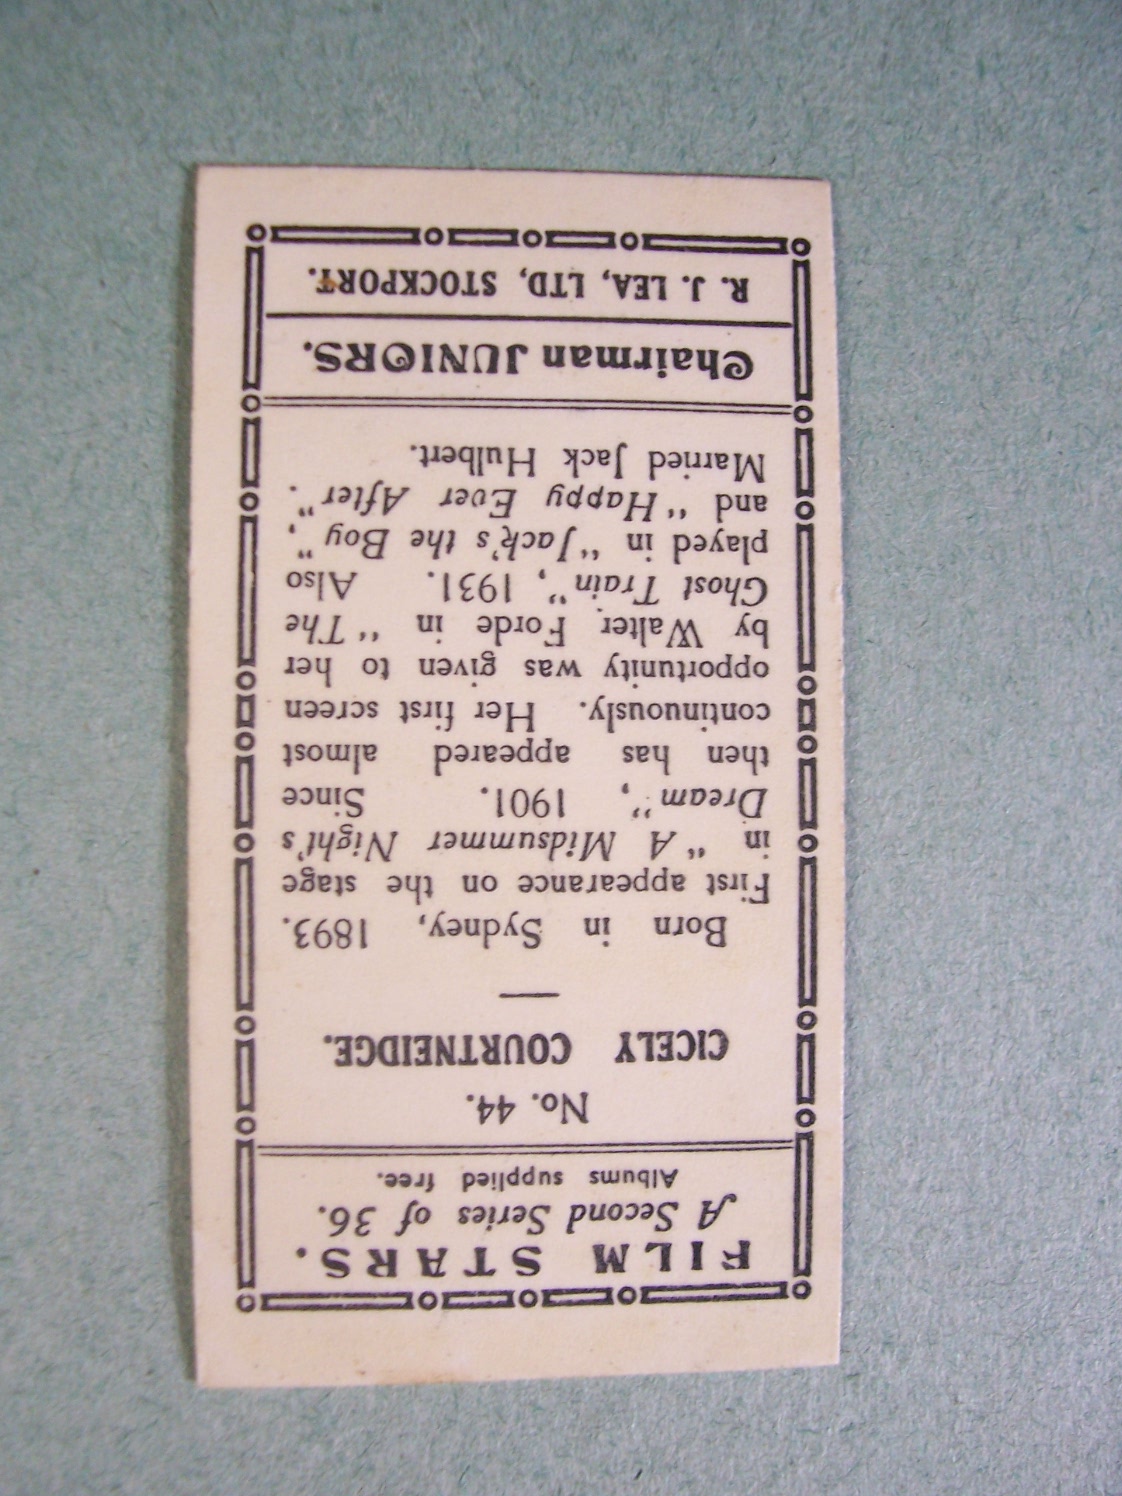 FILM STARS.
A Second Series of 36.
Albums supplied free.
No. 44.
CICELY COURTNEIDGE.
Born in Sydney, 1893.
First appearance on the stage
in "A Midsummer Night's
Dream", 1901. Since
then has appeared almost
continuously. Her first screen
opportunity was given to her
by Walter Forde in "The
Ghost Train", 1931. Also
played in "Jack's the Boy",
and "Happy Ever After".
Married Jack Hulbert.
Chairman JUNIORS.
R. J. LEA, LTD, STOCKPORT.